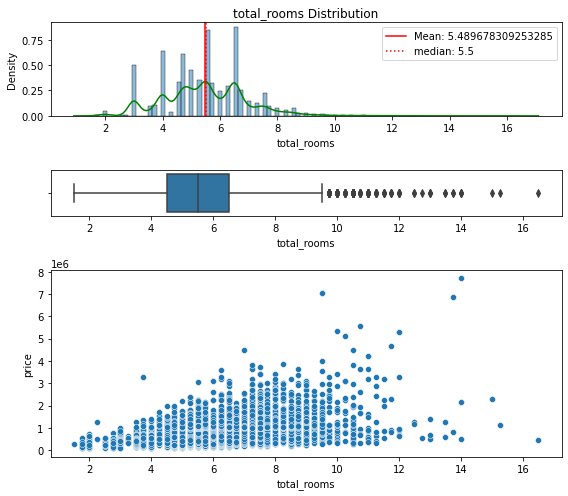 total_rooms Distribution
Mean: 5.489678309253285
median: 5.5
Density
0.75
0.50
0.25
0.00
2 4 6 8 10 12 14 16
total_rooms
2 4 6 8 10 12 14 16
total_rooms
1e6
price
8
7
6
5
4
3
2
1
0
2 4 6 8 10 12 14 16
total_rooms